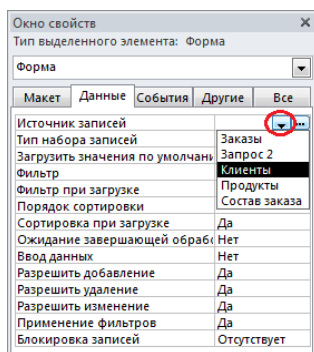 Окно свойств
Тип выделенного элемента: Форма
Форма
Макет Данные События Другие Все
Источник записей
Тип набора записей Заказы
Загрузить значения по умолчани Запрос 2
Фильтр Клиенты
Фильтр при загрузке Продукты
Порядок сортировки Состав заказа
Сортировка при загрузке Да
Ожидание завершающей обрабо Нет
Ввод данных Нет
Разрешить добавление Да
Разрешить удаление Да
Разрешить изменение Да
Применение фильтров Да
Блокировка записей Отсутствует